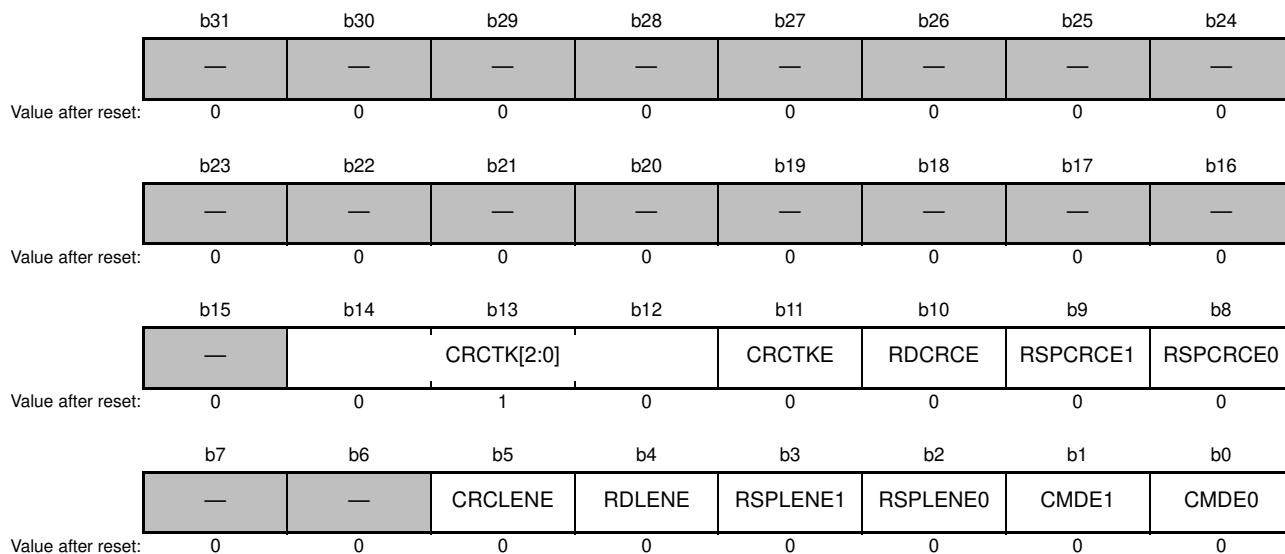 b31 b30 b29 b28 b27 b26 b25 b24
— — — — — — — —
Value after reset: 0 0 0 0 0 0 0 0
b23 b22 b21 b20 b19 b18 b17 b16
— — — — — — — —
Value after reset: 0 0 0 0 0 0 0 0
b15 b14 b13 b12 b11 b10 b9 b8
— CRCTK[2:0] CRCTKE RDCRCE RSPCRCE1 RSPCRCE0
Value after reset: 0 0 1 0 0 0 0 0
b7 b6 b5 b4 b3 b2 b1 b0
— — CRCLENE RDLENE RSPLENE1 RSPLENE0 CMDE1 CMDE0
Value after reset: 0 0 0 0 0 0 0 0